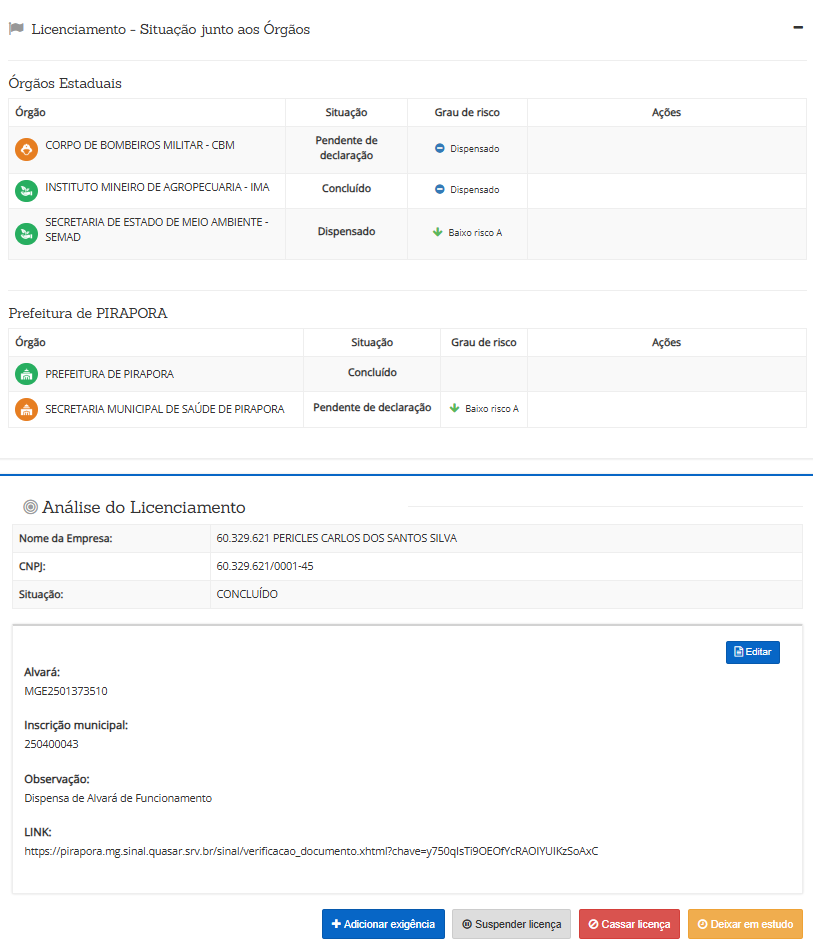 Licenciamento - Situação junto aos Órgãos
Órgãos Estaduais
Órgão Situação Grau de risco Ações
CORPO DE BOMBEIROS MILITAR - CBM Pendente de declaração Dispensado
INSTITUTO MINEIRO DE AGROPECUARIA - IMA Concluído Dispensado
SECRETARIA DE ESTADO DE MEIO AMBIENTE -
SEMAD Dispensado Baixo risco A
Prefeitura de PIRAPORA
Órgão Situação Grau de risco Ações
PREFEITURA DE PIRAPORA Concluído
SECRETARIA MUNICIPAL DE SAÚDE DE PIRAPORA Pendente de declaração Baixo risco A
Análise do Licenciamento
Nome da Empresa: 60.329.621 PERICLES CARLOS DOS SANTOS SILVA
CNPJ: 60.329.621/0001-45
Situação: CONCLUÍDO
Editar
Alvará:
MGE2501373510
Inscrição municipal:
250400043
Observação:
Dispensa de Alvará de Funcionamento
LINK:
https://pirapora.mg.sinal.quasar.srv.br/sinal/verificacao_documento.xhtml?chave=y750qIsTi9OEOfYcRAOIYUIKzSoAxC
Adicionar exigência Suspender licença Cassar licença Deixar em estudo